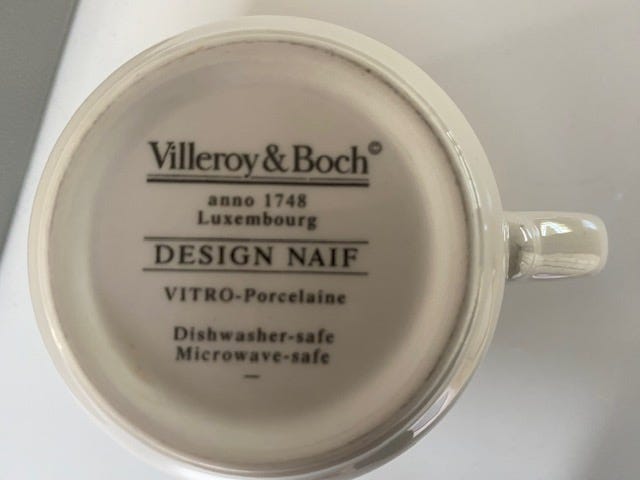 Villeroy & Boch©
anno 1748
Luxembourg
DESIGN NAIF
VITRO-Porcelaine
Dishwasher-safe
Microwave-safe